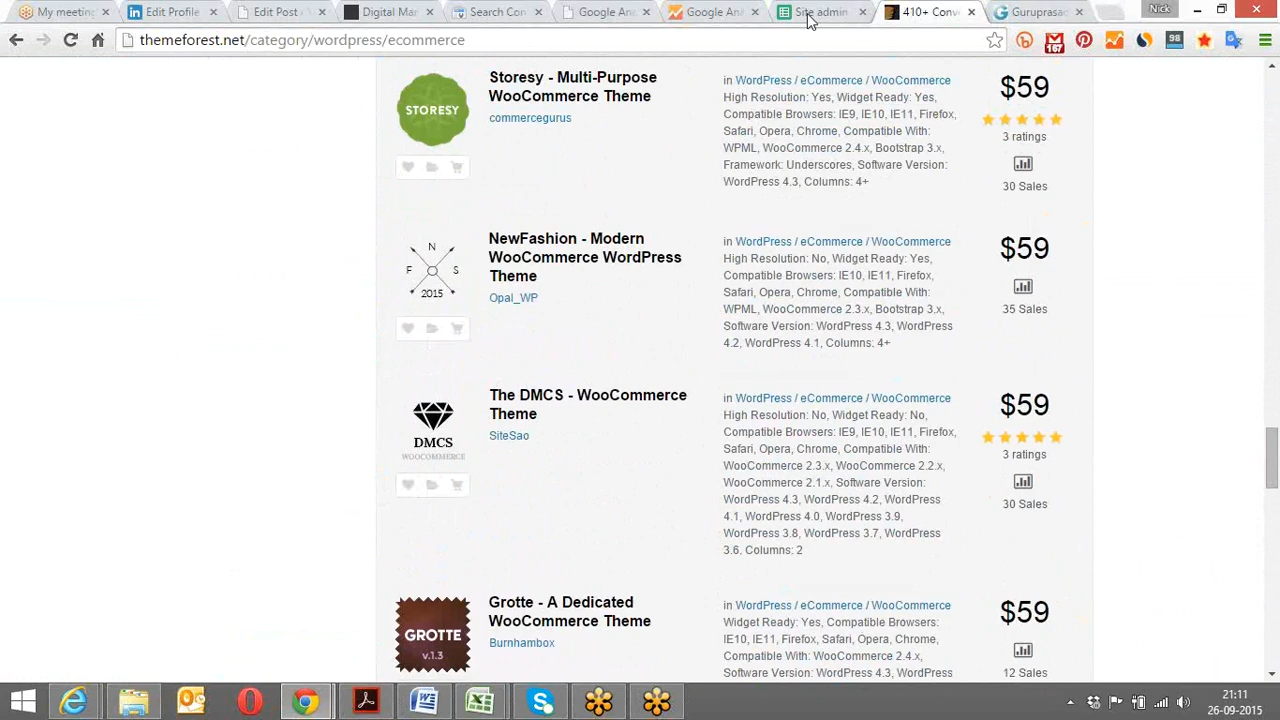 My meeting
Edit Profile
Edit Post ‹
Digital Mar
Search Con
Google Ana
Google Ana
Site admin
410+ Conv
Guruprasad
Nick
themeforest.net/category/wordpress/ecommerce
167
98
STORESY
Storesy - Multi-Purpose
WooCommerce Theme
commercegurus
in WordPress / eCommerce / WooCommerce
High Resolution: Yes, Widget Ready: Yes,
Compatible Browsers: IE9, IE10, IE11, Firefox,
Safari, Opera, Chrome, Compatible With:
WPML, WooCommerce 2.4.x, Bootstrap 3.x,
Framework: Underscores, Software Version:
WordPress 4.3, Columns: 4+
$59
3 ratings
30 Sales
N
F S
2015
NewFashion - Modern
WooCommerce WordPress
Theme
Opal_WP
in WordPress / eCommerce / WooCommerce
High Resolution: No, Widget Ready: Yes,
Compatible Browsers: IE10, IE11, Firefox,
Safari, Opera, Chrome, Compatible With:
WPML, WooCommerce 2.3.x, Bootstrap 3.x,
Software Version: WordPress 4.3, WordPress
4.2, WordPress 4.1, Columns: 4+
$59
35 Sales
DMCS
WOOCOMMERCE
The DMCS - WooCommerce
Theme
SiteSao
in WordPress / eCommerce / WooCommerce
High Resolution: No, Widget Ready: No,
Compatible Browsers: IE9, IE10, IE11, Firefox,
Safari, Opera, Chrome, Compatible With:
WooCommerce 2.3.x, WooCommerce 2.2.x,
WooCommerce 2.1.x, Software Version:
WordPress 4.3, WordPress 4.2, WordPress
4.1, WordPress 4.0, WordPress 3.9,
WordPress 3.8, WordPress 3.7, WordPress
3.6, Columns: 2
$59
3 ratings
30 Sales
GROTTE
v.1.3
Grotte - A Dedicated
WooCommerce Theme
Burnhambox
in WordPress / eCommerce / WooCommerce
Widget Ready: Yes, Compatible Browsers:
IE10, IE11, Firefox, Safari, Opera, Chrome,
Compatible With: WooCommerce 2.4.x,
Software Version: WordPress 4.3, WordPress
$59
12 Sales
21:11
26-09-2015